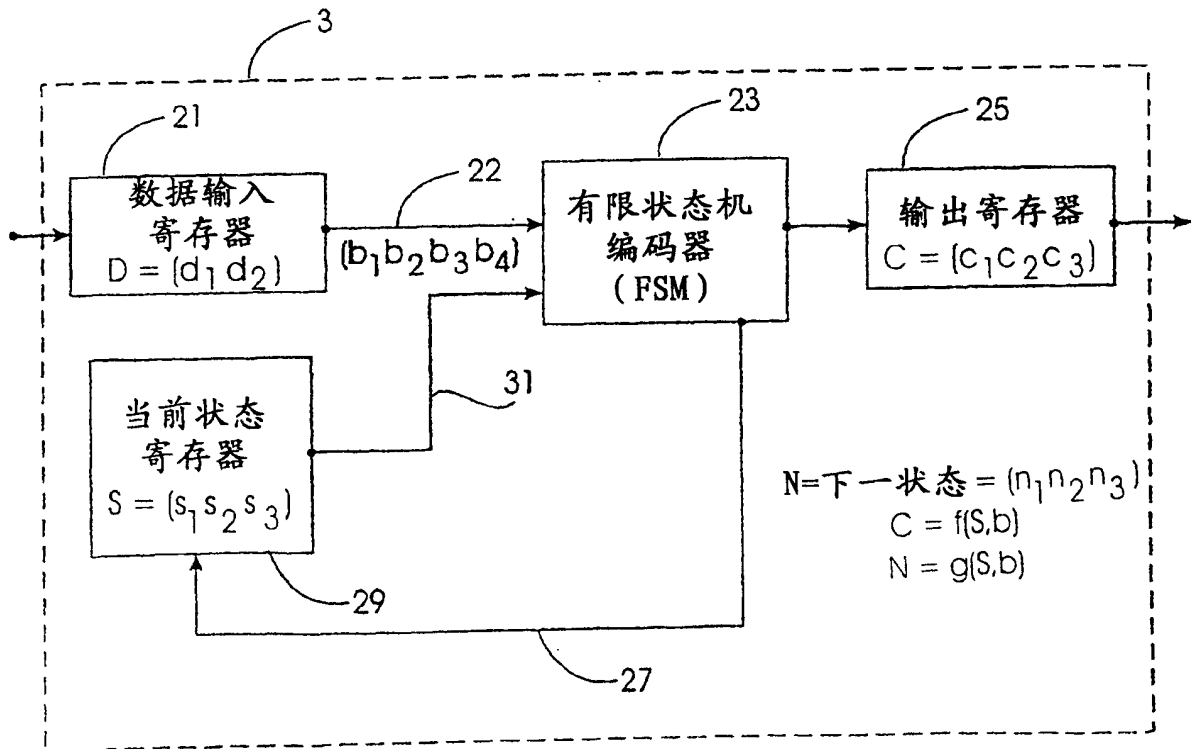 3
21
数据输入
寄存器
D = (d₁d₂)
22
(b₁b₂b₃b₄)
23
有限状态机
编码器
(FSM)
25
输出寄存器
C = (c₁c₂c₃)
31
当前状态
寄存器
S = (s₁s₂s₃)
29
27
N=下一状态=(n₁n₂n₃)
C = f(S,b)
N = g(S,b)